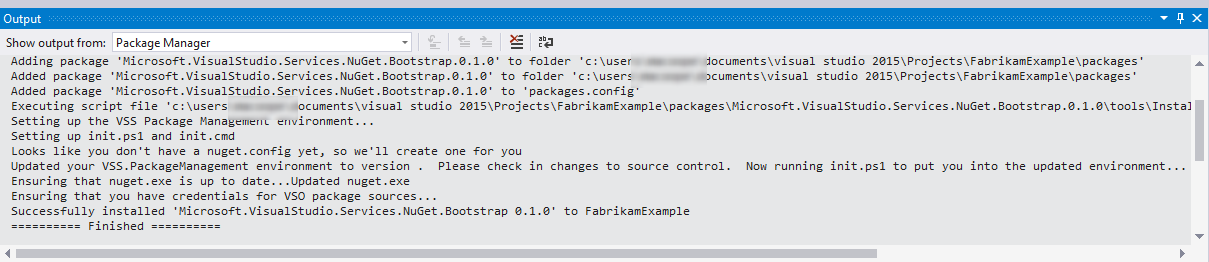 Output
Show output from: Package Manager
Adding package 'Microsoft.VisualStudio.Services.NuGet.Bootstrap.0.1.0' to folder 'c:\users ocuments\visual studio 2015\Projects\FabrikamExample\packages'
Added package 'Microsoft.VisualStudio.Services.NuGet.Bootstrap.0.1.0' to folder 'c:\users ocuments\visual studio 2015\Projects\FabrikamExample\packages'
Added package 'Microsoft.VisualStudio.Services.NuGet.Bootstrap.0.1.0' to 'packages.config'
Executing script file 'c:\users ocuments\visual studio 2015\Projects\FabrikamExample\packages\Microsoft.VisualStudio.Services.NuGet.Bootstrap.0.1.0\tools\Instal
Setting up the VSS Package Management environment...
Setting up init.ps1 and init.cmd
Looks like you don't have a nuget.config yet, so we'll create one for you
Updated your VSS.PackageManagement environment to version .  Please check in changes to source control.  Now running init.ps1 to put you into the updated environment...
Ensuring that nuget.exe is up to date...Updated nuget.exe
Ensuring that you have credentials for VSO package sources...
Successfully installed 'Microsoft.VisualStudio.Services.NuGet.Bootstrap 0.1.0' to FabrikamExample
========== Finished ==========